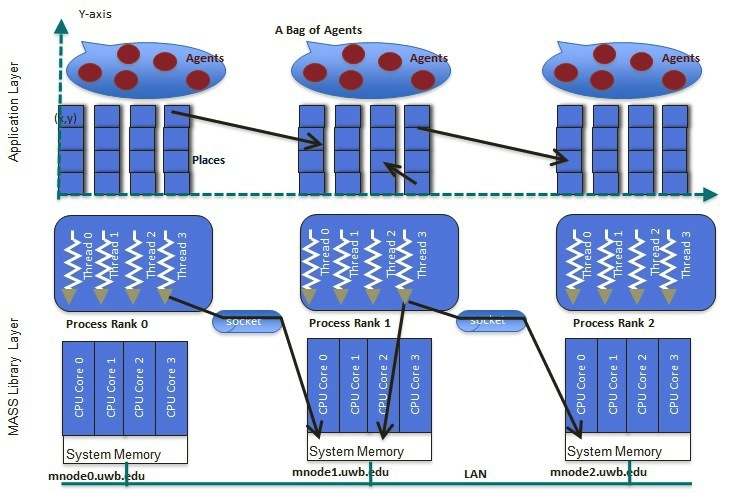 Y-axis
A Bag of Agents
Agents
Agents
Agents
Application Layer
(x,y)
Places
Thread 0
Thread 1
Thread 2
Thread 3
Thread 0
Thread 1
Thread 2
Thread 3
Thread 0
Thread 1
Thread 2
Thread 3
Process Rank 0
socket
Process Rank 1
socket
Process Rank 2
MASS Library Layer
CPU Core 0
CPU Core 1
CPU Core 2
CPU Core 3
CPU Core 0
CPU Core 1
CPU Core 2
CPU Core 3
CPU Core 0
CPU Core 1
CPU Core 2
CPU Core 3
System Memory
System Memory
System Memory
mnode0.uwb.edu
mnode1.uwb.edu
LAN
mnode2.uwb.edu